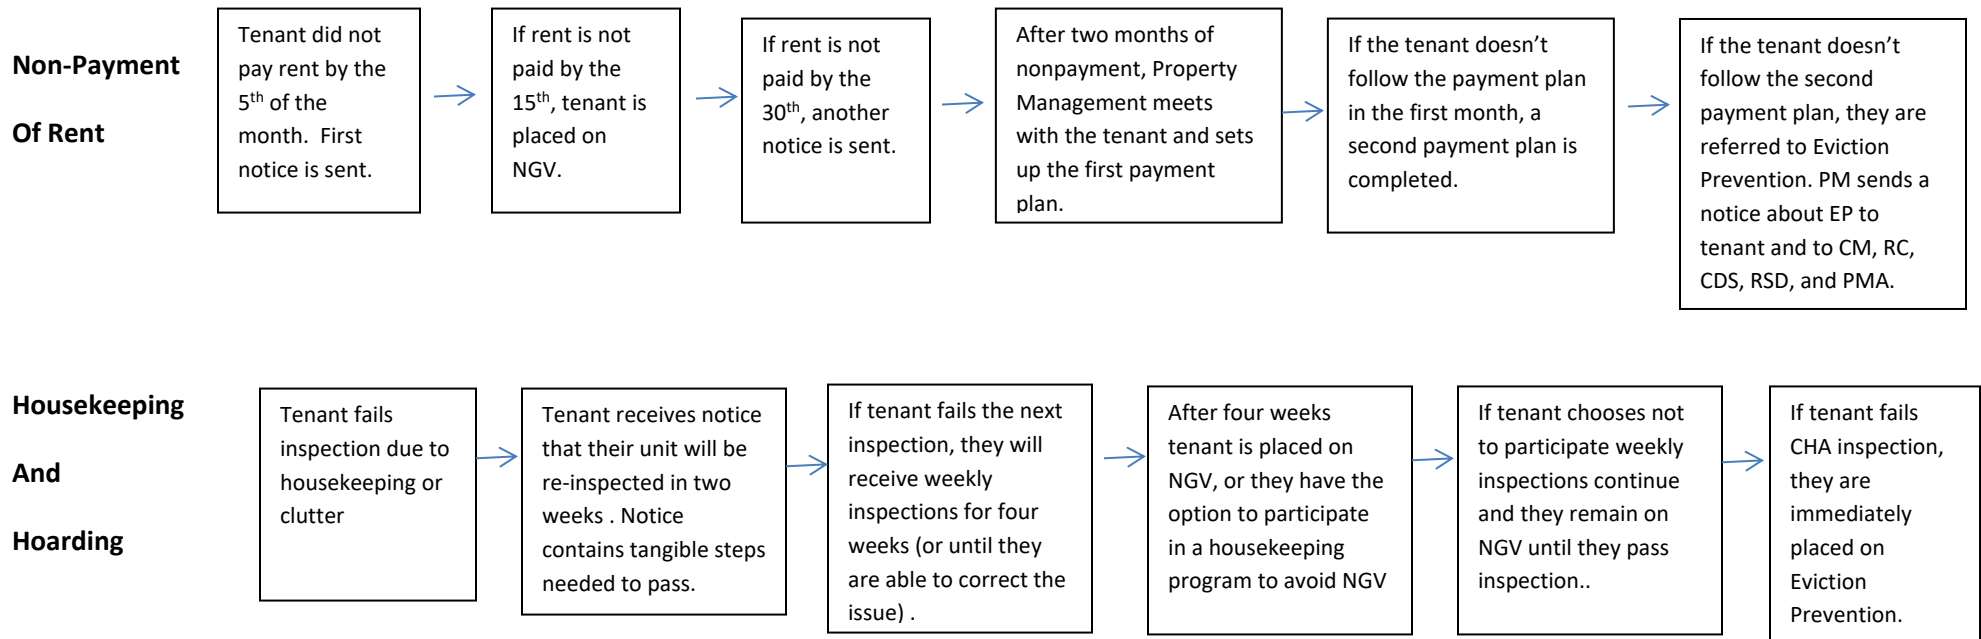 Non-Payment
Of Rent
Tenant did not
pay rent by the
5th of the
month.  First
notice is sent.
If rent is not
paid by the
15th, tenant is
placed on
NGV.
If rent is not
paid by the
30th, another
notice is sent.
After two months of
nonpayment, Property
Management meets
with the tenant and sets
up the first payment
plan.
If the tenant doesn’t
follow the payment plan
in the first month, a
second payment plan is
completed.
If the tenant doesn’t
follow the second
payment plan, they are
referred to Eviction
Prevention. PM sends a
notice about EP to
tenant and to CM, RC,
CDS, RSD, and PMA.
Housekeeping
And
Hoarding
Tenant fails
inspection due to
housekeeping or
clutter
Tenant receives notice
that their unit will be
re-inspected in two
weeks . Notice
contains tangible steps
needed to pass.
If tenant fails the next
inspection, they will
receive weekly
inspections for four
weeks (or until they
are able to correct the
issue) .
After four weeks
tenant is placed on
NGV, or they have the
option to participate
in a housekeeping
program to avoid NGV
If tenant chooses not
to participate weekly
inspections continue
and they remain on
NGV until they pass
inspection..
If tenant fails
CHA inspection,
they are
immediately
placed on
Eviction
Prevention.